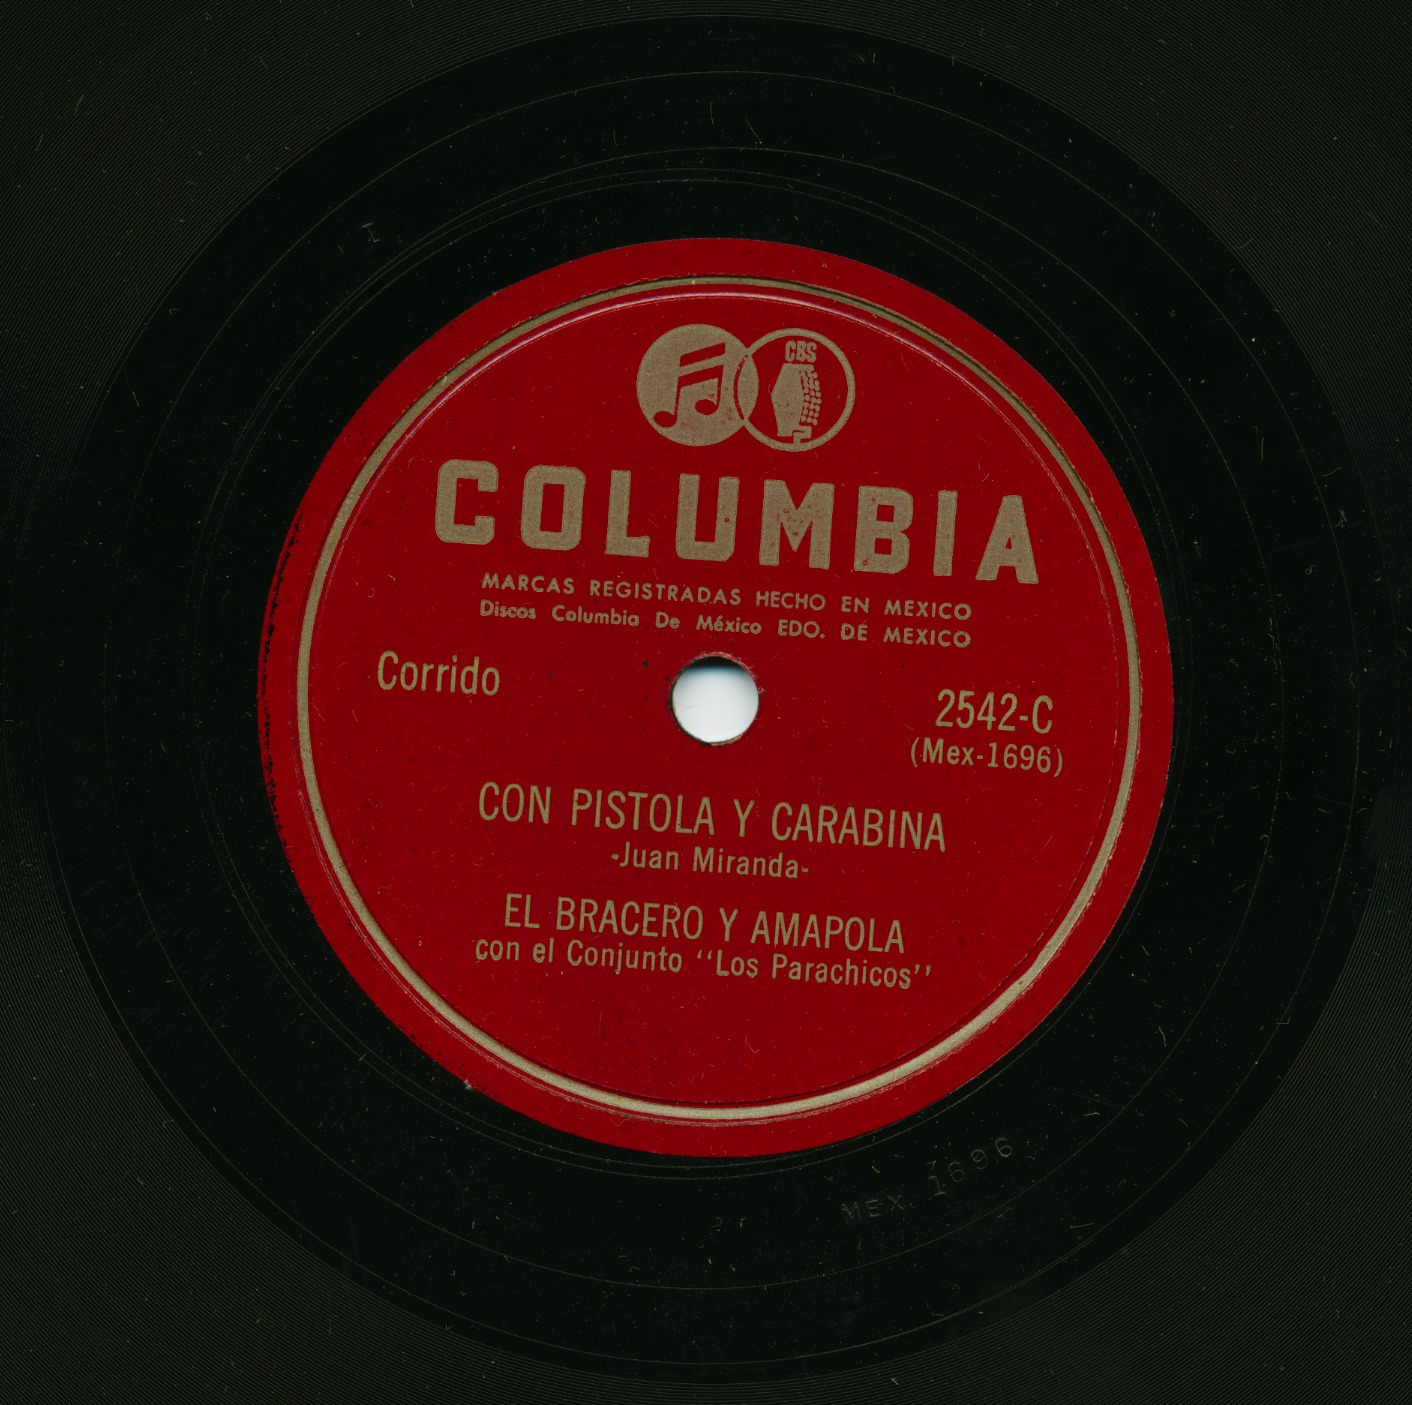 CBS
COLUMBIA
MARCAS REGISTRADAS HECHO EN MEXICO
Discos Columbia De México EDO. DE MEXICO
Corrido
2542-C
(Mex-1696)
CON PISTOLA Y CARABINA
-Juan Miranda-
EL BRACERO Y AMAPOLA
con el Conjunto “Los Parachicos”
MEX 1696
I